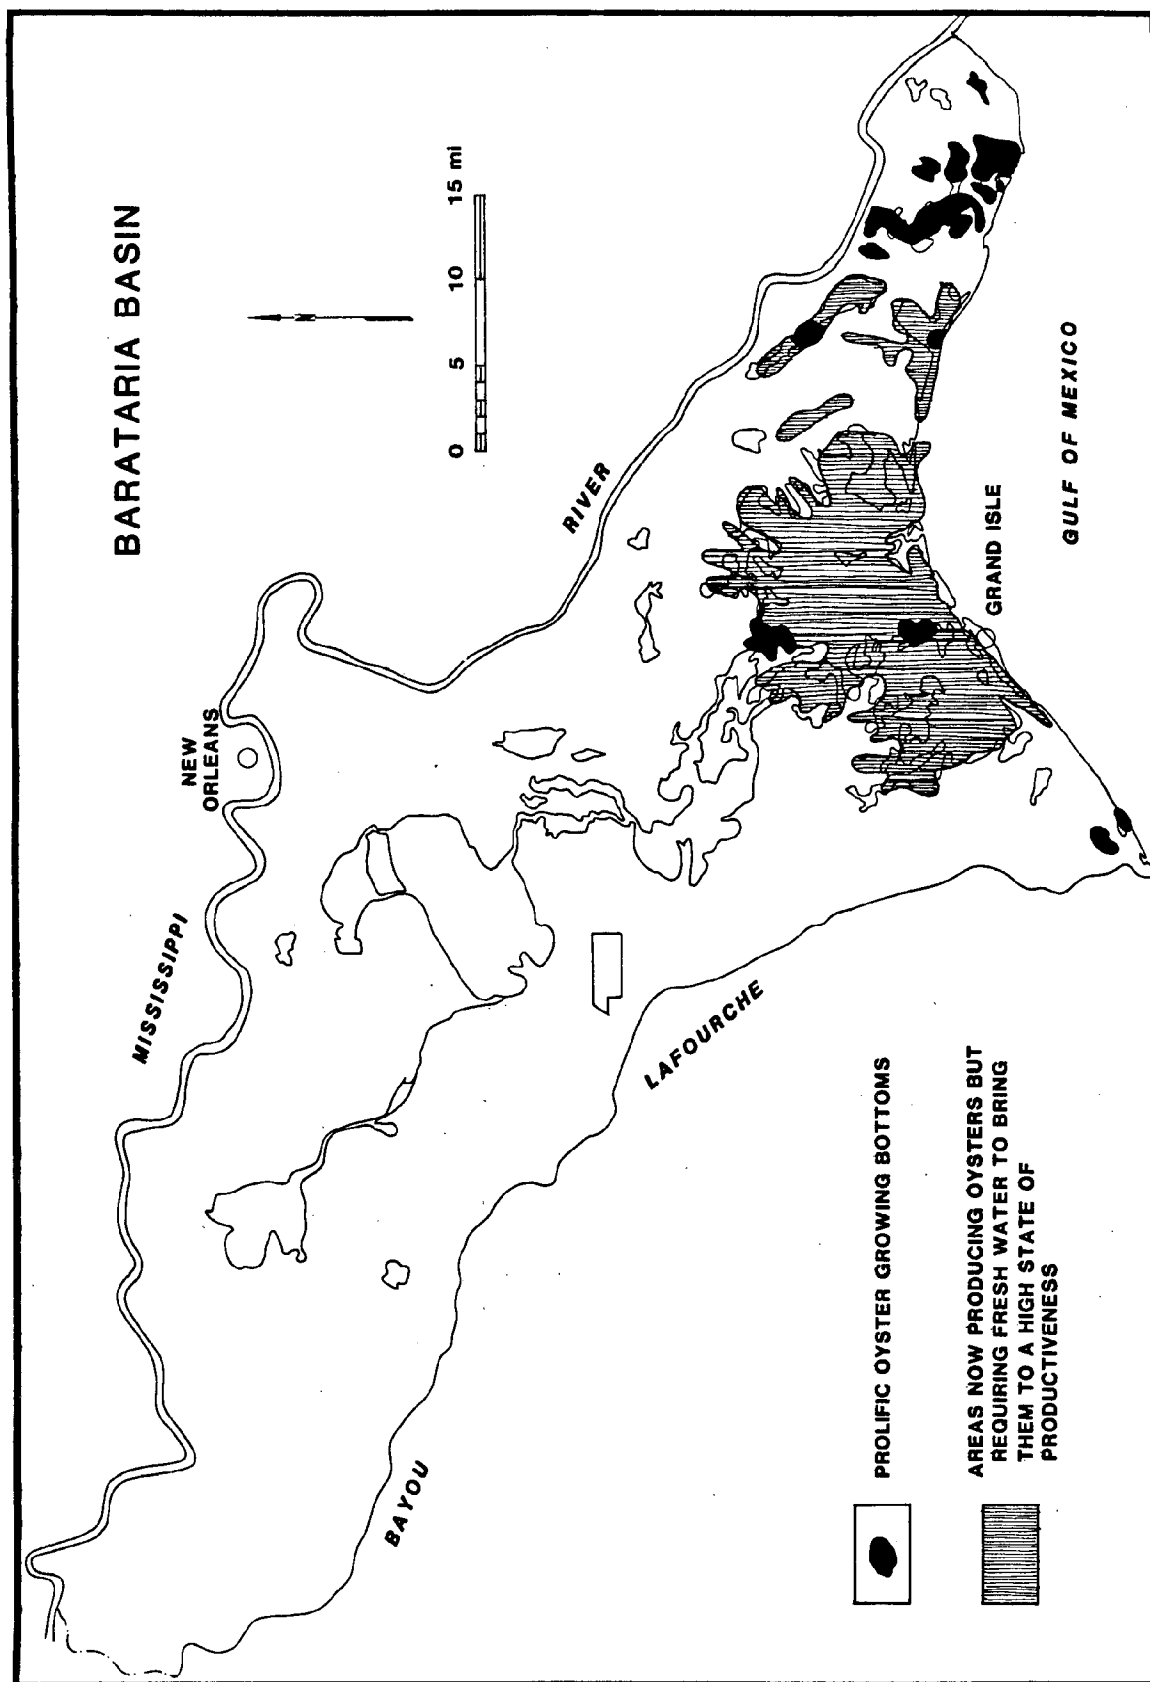 BARATARIA BASIN
N
0 5 10 15 mi
NEW
ORLEANS
MISSISSIPPI
RIVER
LAFOURCHE
BAYOU
GRAND ISLE
GULF OF MEXICO
PROLIFIC OYSTER GROWING BOTTOMS
AREAS NOW PRODUCING OYSTERS BUT
REQUIRING FRESH WATER TO BRING
THEM TO A HIGH STATE OF
PRODUCTIVENESS